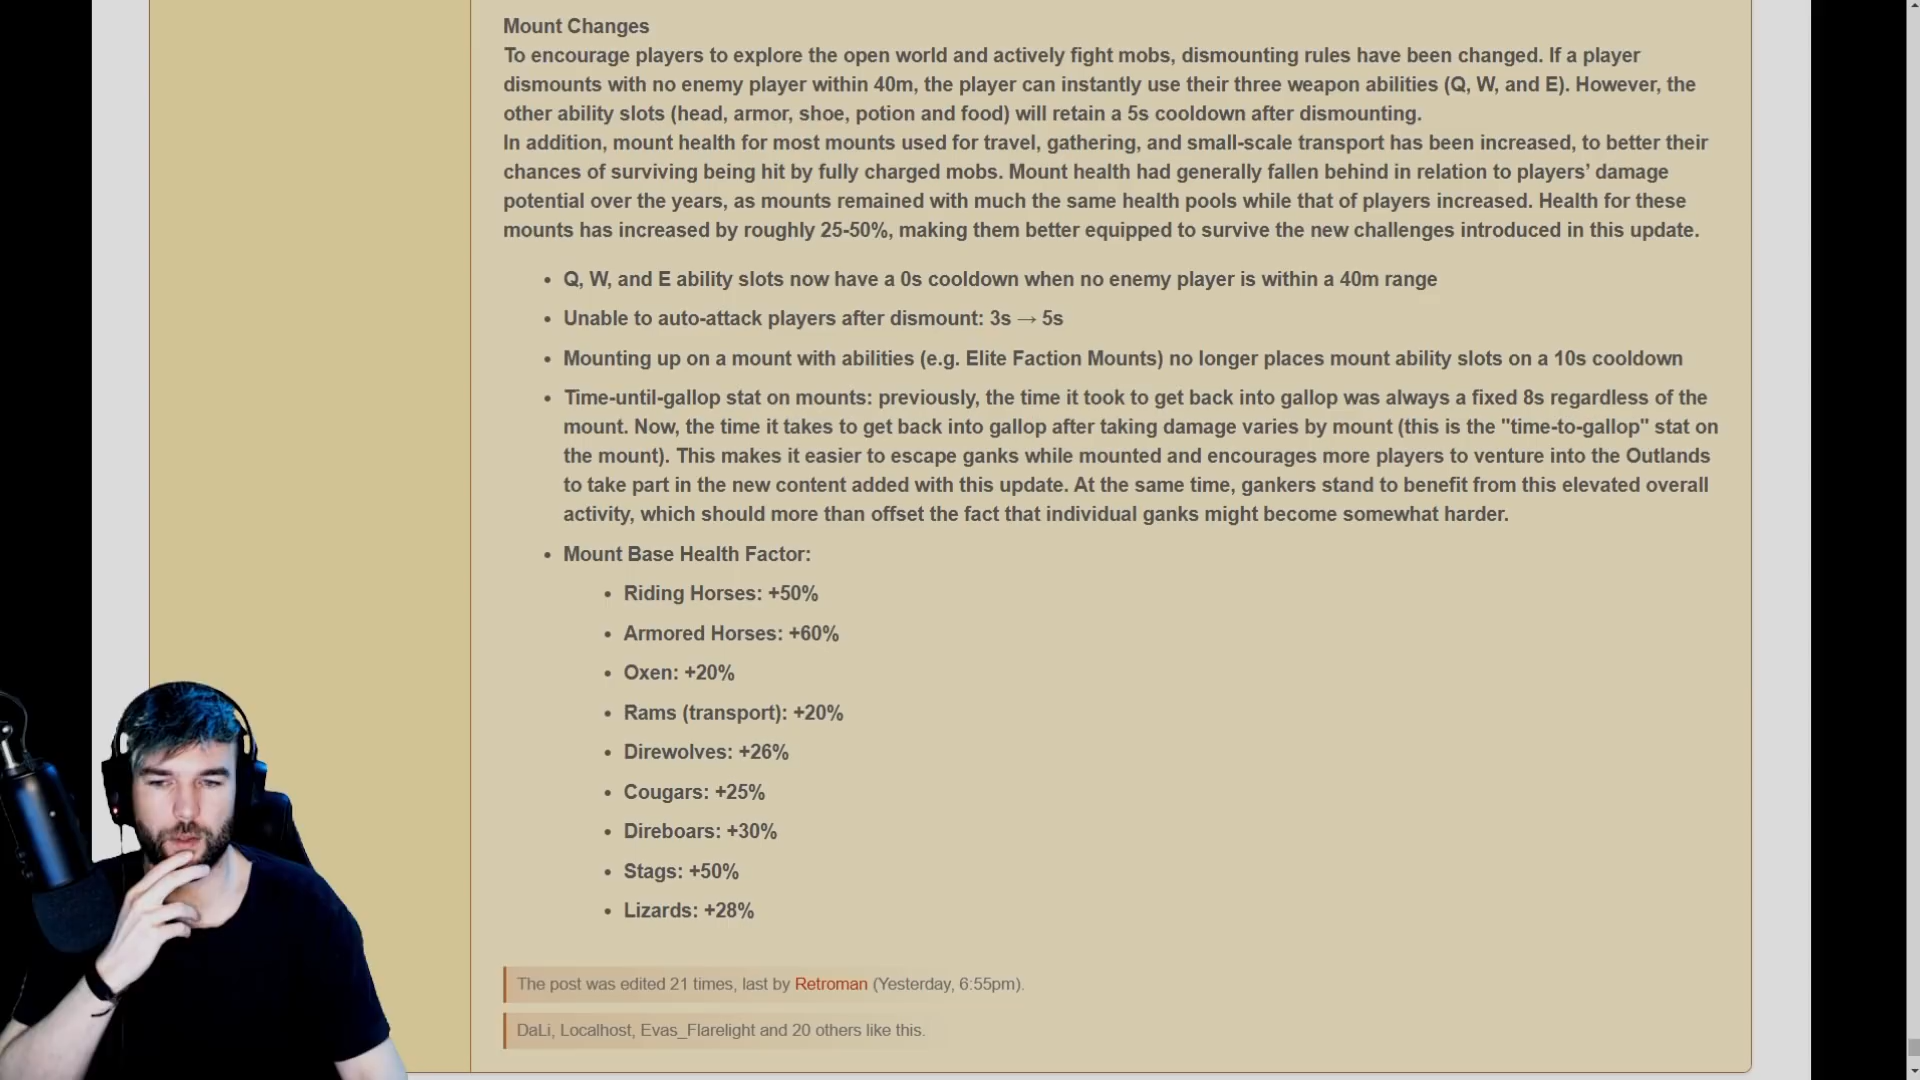 Mount Changes
To encourage players to explore the open world and actively fight mobs, dismounting rules have been changed. If a player
dismounts with no enemy player within 40m, the player can instantly use their three weapon abilities (Q, W, and E). However, the
other ability slots (head, armor, shoe, potion and food) will retain a 5s cooldown after dismounting.
In addition, mount health for most mounts used for travel, gathering, and small-scale transport has been increased, to better their
chances of surviving being hit by fully charged mobs. Mount health had generally fallen behind in relation to players’ damage
potential over the years, as mounts remained with much the same health pools while that of players increased. Health for these
mounts has increased by roughly 25-50%, making them better equipped to survive the new challenges introduced in this update.
• Q, W, and E ability slots now have a 0s cooldown when no enemy player is within a 40m range
• Unable to auto-attack players after dismount: 3s → 5s
• Mounting up on a mount with abilities (e.g. Elite Faction Mounts) no longer places mount ability slots on a 10s cooldown
• Time-until-gallop stat on mounts: previously, the time it took to get back into gallop was always a fixed 8s regardless of the
mount. Now, the time it takes to get back into gallop after taking damage varies by mount (this is the "time-to-gallop" stat on
the mount). This makes it easier to escape ganks while mounted and encourages more players to venture into the Outlands
to take part in the new content added with this update. At the same time, gankers stand to benefit from this elevated overall
activity, which should more than offset the fact that individual ganks might become somewhat harder.
• Mount Base Health Factor:
• Riding Horses: +50%
• Armored Horses: +60%
• Oxen: +20%
• Rams (transport): +20%
• Direwolves: +26%
• Cougars: +25%
• Direboars: +30%
• Stags: +50%
• Lizards: +28%
The post was edited 21 times, last by Retroman (Yesterday, 6:55pm).
DaLi, Localhost, Evas_Flarelight and 20 others like this.